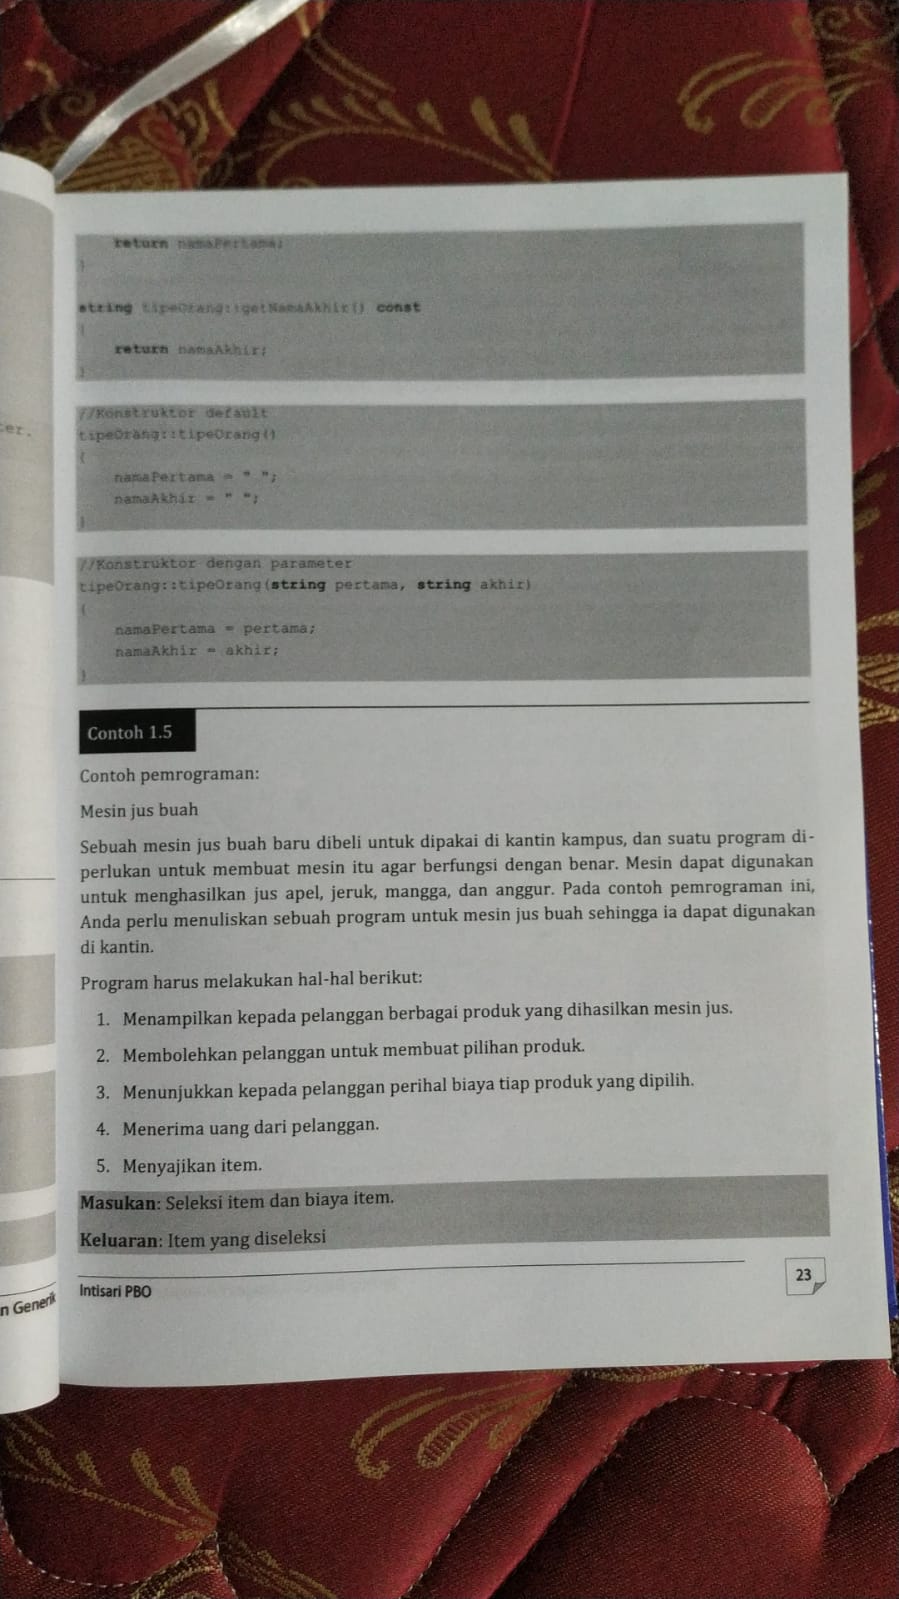 return namaPertama;
}
string tipeOrang::getNamaAkhir() const
{
return namaAkhir;
}
//Konstruktor default
tipeOrang::tipeOrang()
{
namaPertama = " ";
namaAkhir = " ";
}
//Konstruktor dengan parameter
tipeOrang::tipeOrang(string pertama, string akhir)
{
namaPertama = pertama;
namaAkhir = akhir;
}
Contoh 1.5
Contoh pemrograman:
Mesin jus buah
Sebuah mesin jus buah baru dibeli untuk dipakai di kantin kampus, dan suatu program di-
perlukan untuk membuat mesin itu agar berfungsi dengan benar. Mesin dapat digunakan
untuk menghasilkan jus apel, jeruk, mangga, dan anggur. Pada contoh pemrograman ini,
Anda perlu menuliskan sebuah program untuk mesin jus buah sehingga ia dapat digunakan
di kantin.
Program harus melakukan hal-hal berikut:
1. Menampilkan kepada pelanggan berbagai produk yang dihasilkan mesin jus.
2. Membolehkan pelanggan untuk membuat pilihan produk.
3. Menunjukkan kepada pelanggan perihal biaya tiap produk yang dipilih.
4. Menerima uang dari pelanggan.
5. Menyajikan item.
Masukan: Seleksi item dan biaya item.
Keluaran: Item yang diseleksi
Intisari PBO
23